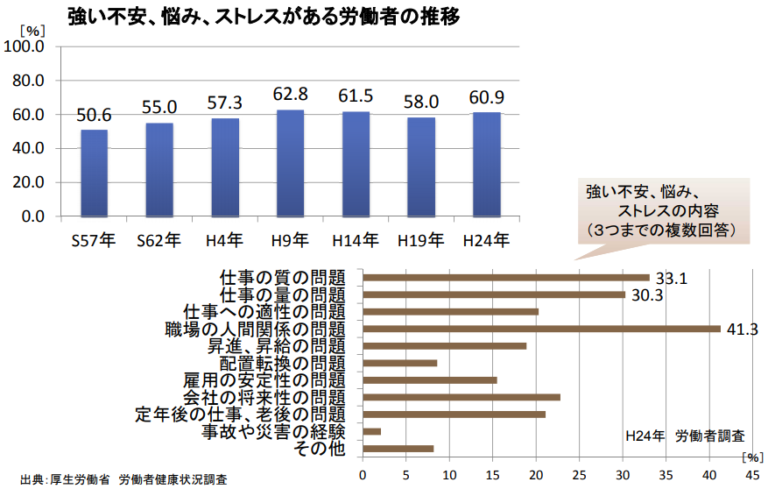 強い不安、悩み、ストレスがある労働者の推移
[%]
100.0
80.0
60.0
40.0
20.0
0.0
50.6 55.0 57.3 62.8 61.5 58.0 60.9
S57年 S62年 H4年 H9年 H14年 H19年 H24年
強い不安、悩み、
ストレスの内容
(3つまでの複数回答)
仕事の質の問題 33.1
仕事の量の問題 30.3
仕事への適性の問題
職場の人間関係の問題 41.3
昇進、昇給の問題
配置転換の問題
雇用の安定性の問題
会社の将来性の問題
定年後の仕事、老後の問題
事故や災害の経験
その他
H24年 労働者調査
[%]
0 5 10 15 20 25 30 35 40 45
出典:厚生労働省 労働者健康状況調査